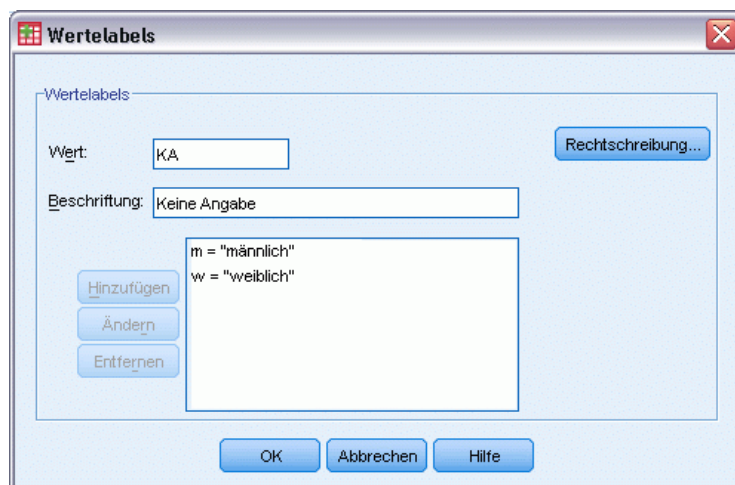 Wertelabels
Wertelabels
Wert: KA
Rechtschreibung...
Beschriftung: Keine Angabe
m = "männlich"
w = "weiblich"
Hinzufügen
Ändern
Entfernen
OK Abbrechen Hilfe